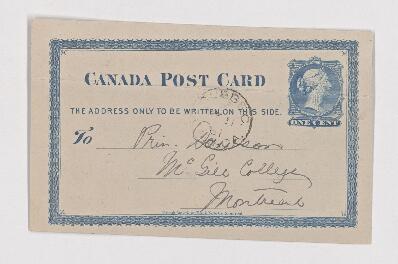 CANADA POST CARD
ONE CENT
THE ADDRESS ONLY TO BE WRITTEN ON THIS SIDE.
To Prin. Dawson
McGill College
Montreal